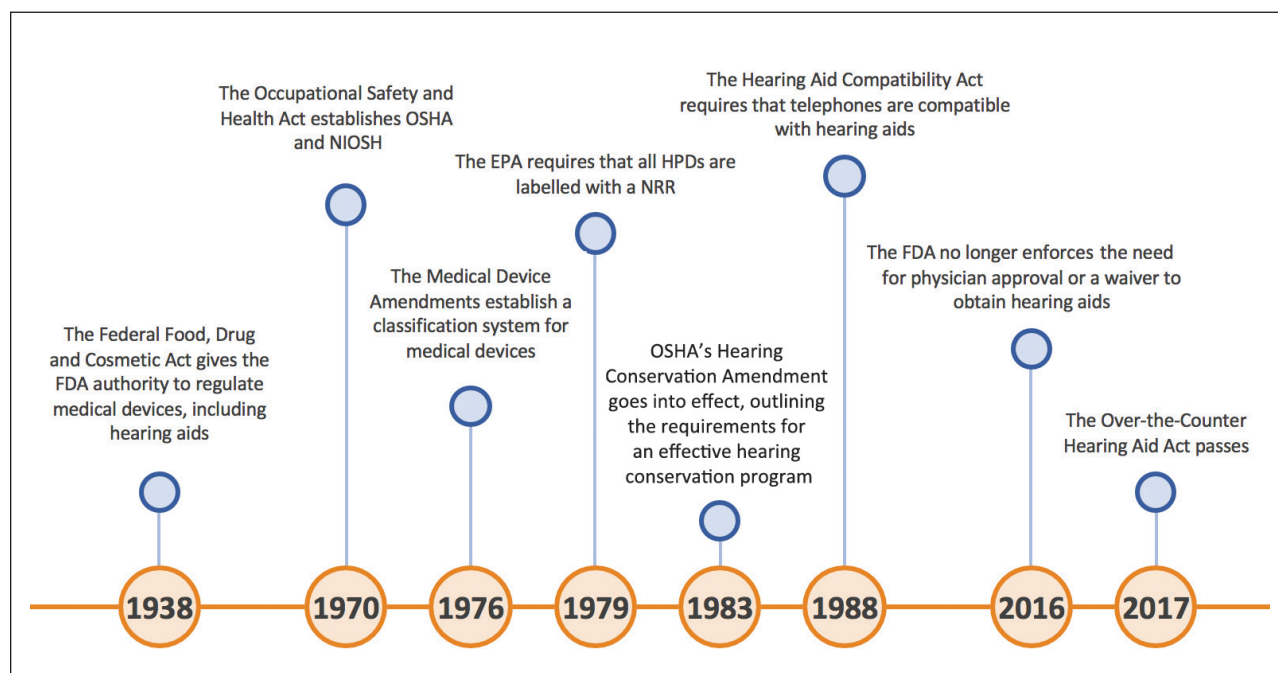 The Federal Food, Drug
and Cosmetic Act gives the
FDA authority to regulate
medical devices, including
hearing aids
The Occupational Safety and
Health Act establishes OSHA
and NIOSH
The Medical Device
Amendments establish a
classification system for
medical devices
The EPA requires that all HPDs are
labelled with a NRR
OSHA's Hearing
Conservation Amendment
goes into effect, outlining
the requirements for
an effective hearing
conservation program
The Hearing Aid Compatibility Act
requires that telephones are compatible
with hearing aids
The FDA no longer enforces the need
for physician approval or a waiver to
obtain hearing aids
The Over-the-Counter
Hearing Aid Act passes
1938
1970
1976
1979
1983
1988
2016
2017